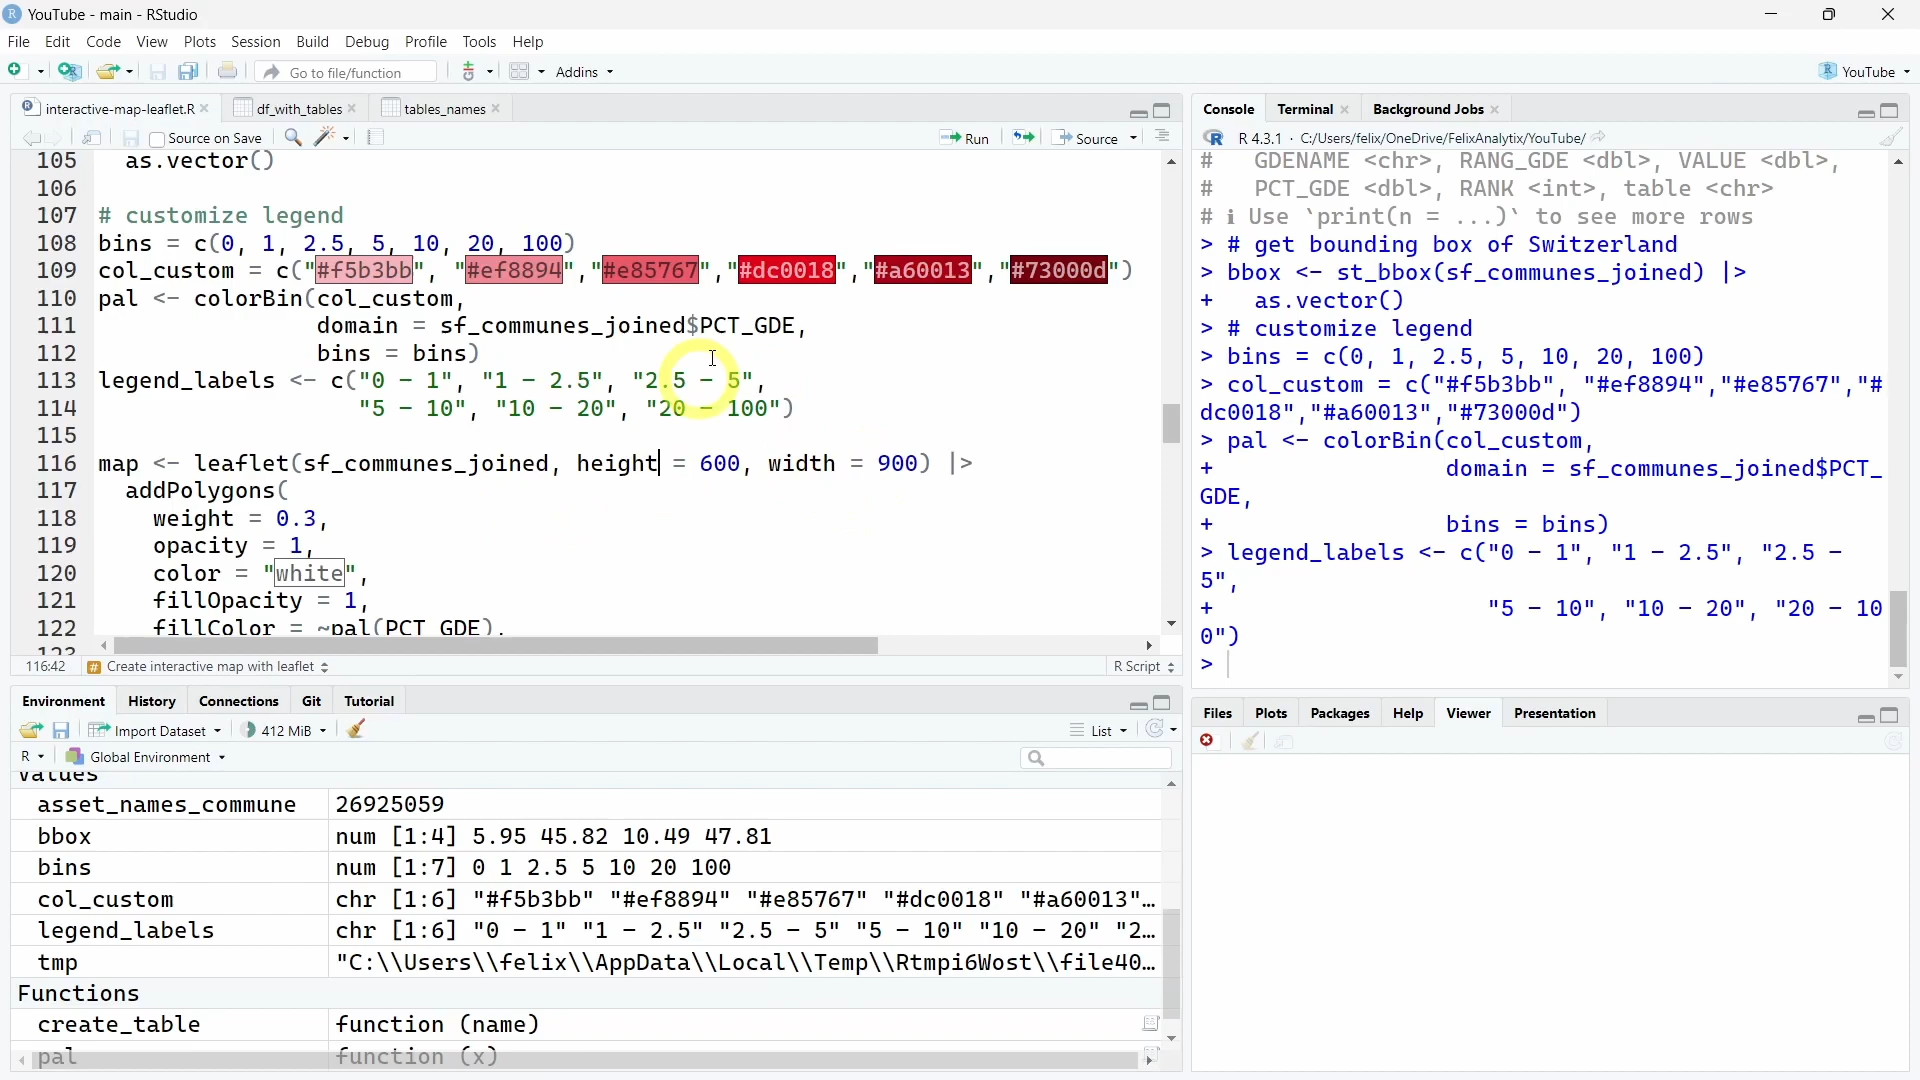 YouTube - main - RStudio
File Edit Code View Plots Session Build Debug Profile Tools Help
Go to file/function Addins YouTube
interactive-map-leaflet.R df_with_tables tables_names
Source on Save Run Source
105 as.vector()
106
107 # customize legend
108 bins = c(0, 1, 2.5, 5, 10, 20, 100)
109 col_custom = c("#f5b3bb", "#ef8894","#e85767","#dc0018","#a60013","#73000d")
110 pal <- colorBin(col_custom,
111 domain = sf_communes_joined$PCT_GDE,
112 bins = bins)
113 legend_labels <- c("0 - 1", "1 - 2.5", "2.5 - 5",
114 "5 - 10", "10 - 20", "20 - 100")
115
116 map <- leaflet(sf_communes_joined, height = 600, width = 900) |>
117 addPolygons(
118 weight = 0.3,
119 opacity = 1,
120 color = "white",
121 fillOpacity = 1,
122 fillColor = ~pal(PCT_GDE),
123
116:42 # Create interactive map with leaflet R Script
Environment History Connections Git Tutorial
Import Dataset 412 MiB List
R Global Environment
Values
asset_names_commune 26925059
bbox num [1:4] 5.95 45.82 10.49 47.81
bins num [1:7] 0 1 2.5 5 10 20 100
col_custom chr [1:6] "#f5b3bb" "#ef8894" "#e85767" "#dc0018" "#a60013"…
legend_labels chr [1:6] "0 - 1" "1 - 2.5" "2.5 - 5" "5 - 10" "10 - 20" "2…
tmp "C:\\Users\\felix\\AppData\\Local\\Temp\\Rtmpi6Wost\\file40…
Functions
create_table function (name)
pal function (x)
Console Terminal Background Jobs
R 4.3.1 · C:/Users/felix/OneDrive/FelixAnalytix/YouTube/
# GDENAME <chr>, RANG_GDE <dbl>, VALUE <dbl>,
# PCT_GDE <dbl>, RANK <int>, table <chr>
# ℹ Use `print(n = ...)` to see more rows
> # get bounding box of Switzerland
> bbox <- st_bbox(sf_communes_joined) |>
+ as.vector()
> # customize legend
> bins = c(0, 1, 2.5, 5, 10, 20, 100)
> col_custom = c("#f5b3bb", "#ef8894","#e85767","#
dc0018","#a60013","#73000d")
> pal <- colorBin(col_custom,
+ domain = sf_communes_joined$PCT_
GDE,
+ bins = bins)
> legend_labels <- c("0 - 1", "1 - 2.5", "2.5 -
5",
+ "5 - 10", "10 - 20", "20 - 10
0")
>
Files Plots Packages Help Viewer Presentation